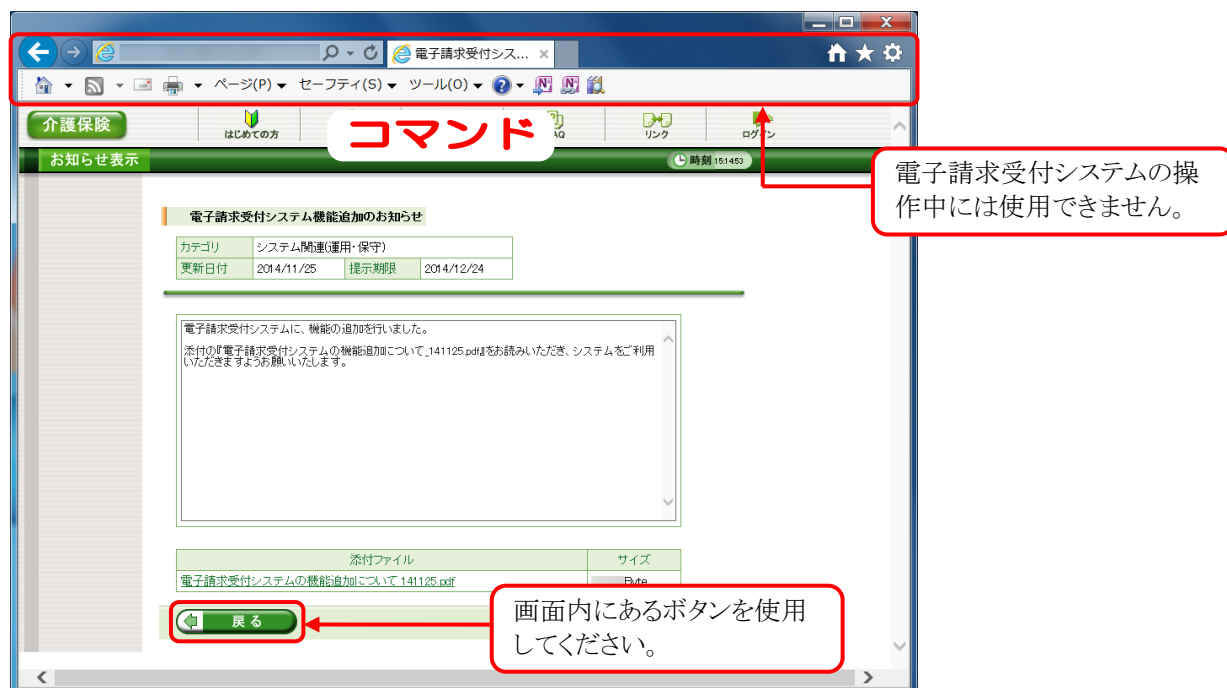 電子請求受付シス... ×
ページ(P) セーフティ(S) ツール(O)
介護保険
はじめての方
コマンド
リンク
ログイン
お知らせ表示
時刻 15:14:53
電子請求受付システムの操
作中には使用できません。
電子請求受付システム機能追加のお知らせ
カテゴリ システム関連(運用・保守)
更新日付 2014/11/25 提示期限 2014/12/24
電子請求受付システムに、機能の追加を行いました。
添付の『電子請求受付システムの機能追加について_141125.pdf』をお読みいただき、システムをご利用
いただきますようお願いいたします。
添付ファイル サイズ
電子請求受付システムの機能追加について 141125.pdf Byte
戻る
画面内にあるボタンを使用
してください。